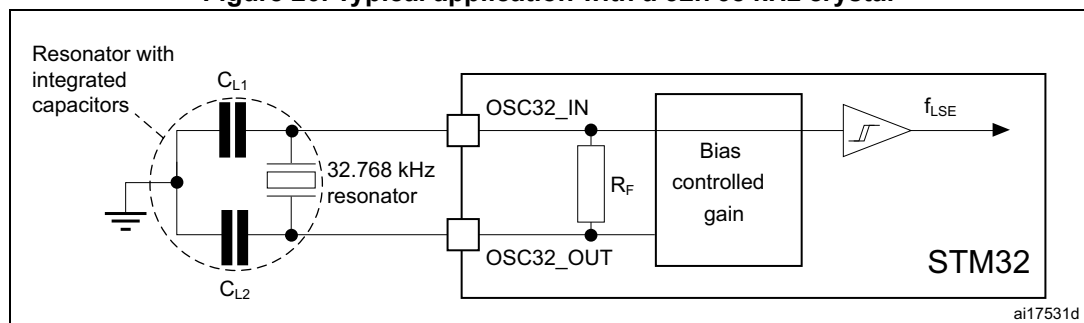 Figure Typical application with a 32.768 kHz crystal
Resonator with
integrated
capacitors
CL1
OSC32_IN
fLSE
32.768 kHz
resonator
RF
Bias
controlled
gain
OSC32_OUT
STM32
CL2
ai17531d